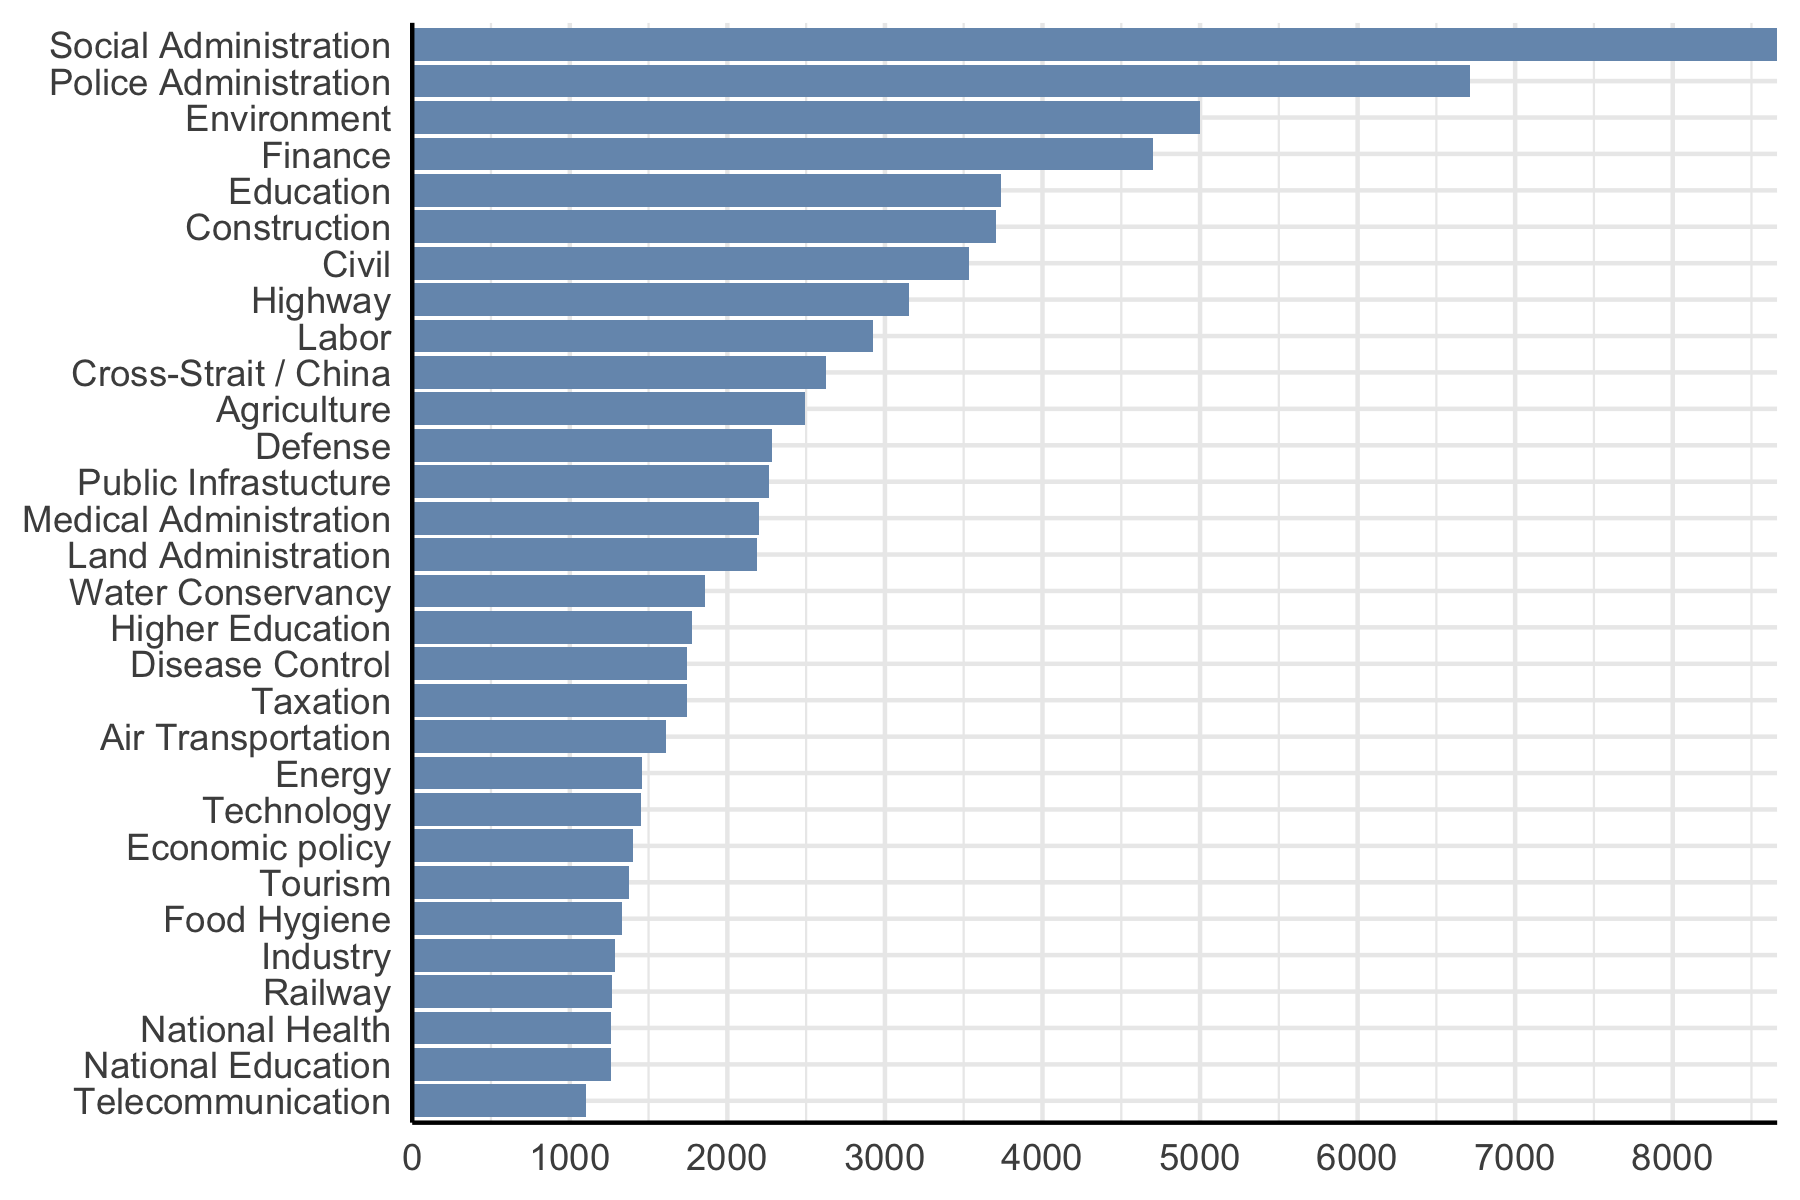 Social Administration
Police Administration
Environment
Finance
Education
Construction
Civil
Highway
Labor
Cross-Strait / China
Agriculture
Defense
Public Infrastucture
Medical Administration
Land Administration
Water Conservancy
Higher Education
Disease Control
Taxation
Air Transportation
Energy
Technology
Economic policy
Tourism
Food Hygiene
Industry
Railway
National Health
National Education
Telecommunication
0 1000 2000 3000 4000 5000 6000 7000 8000